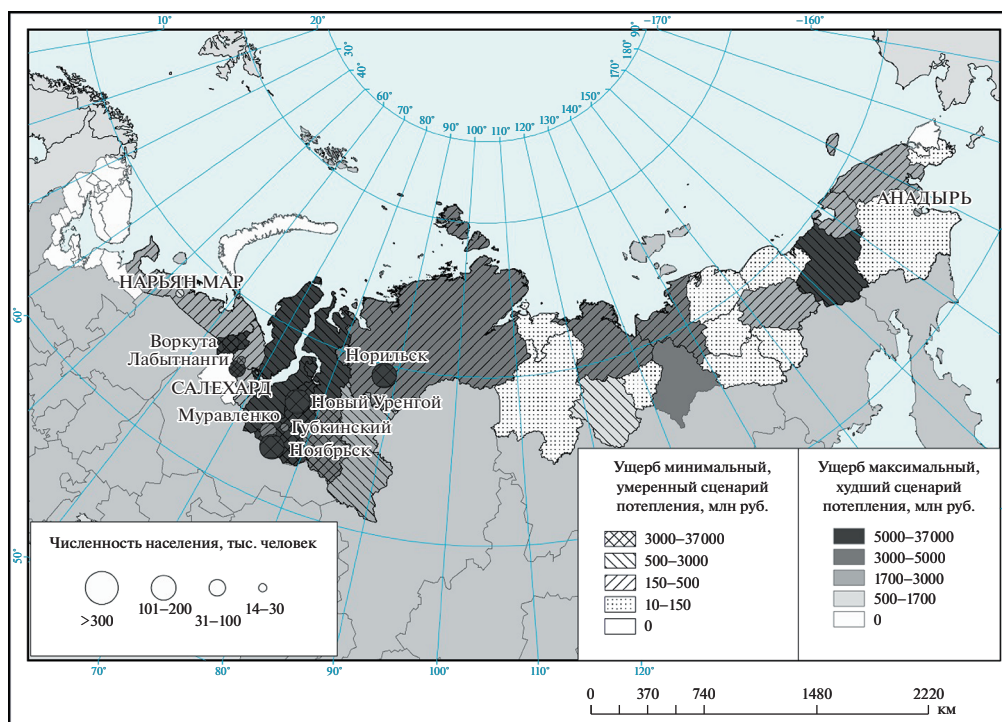 10°
20°
−170°
−160°
30°
40°
60°
70°
80°
90°
100°
110°
120°
130°
140°
150°
170°
180°
90°
АНАДЫРЬ
НАРЬЯН-МАР
60°
Воркута
Лабытнанги
Норильск
САЛЕХАРД
Новый Уренгой
Муравленко
Губкинский
Ноябрьск
50°
Численность населения, тыс. человек
>300
101–200
31–100
14–30
Ущерб минимальный,
умеренный сценарий
потепления, млн руб.
3000–37000
500–3000
150–500
10–150
0
Ущерб максимальный,
худший сценарий
потепления, млн руб.
5000–37000
3000–5000
1700–3000
500–1700
0
70°
80°
90°
100°
110°
120°
0
370
740
1480
2220
км